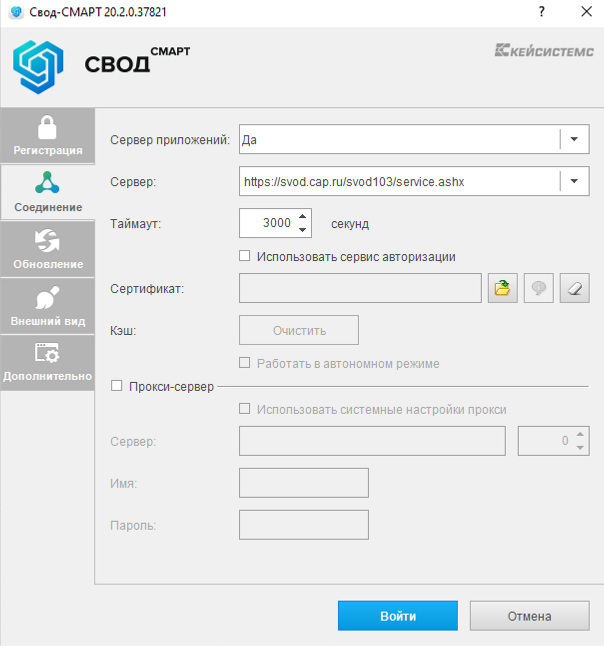 Свод-СМАРТ 20.2.0.37821
?
СВОД СМАРТ
КЕЙСИСТЕМС
Регистрация
Соединение
Обновление
Внешний вид
Дополнительно
Сервер приложений: Да
Сервер: https://svod.cap.ru/svod103/service.ashx
Таймаут: 3000 секунд
Использовать сервис авторизации
Сертификат:
Кэш: Очистить
Работать в автономном режиме
Прокси-сервер
Использовать системные настройки прокси
Сервер: 0
Имя:
Пароль:
Войти Отмена